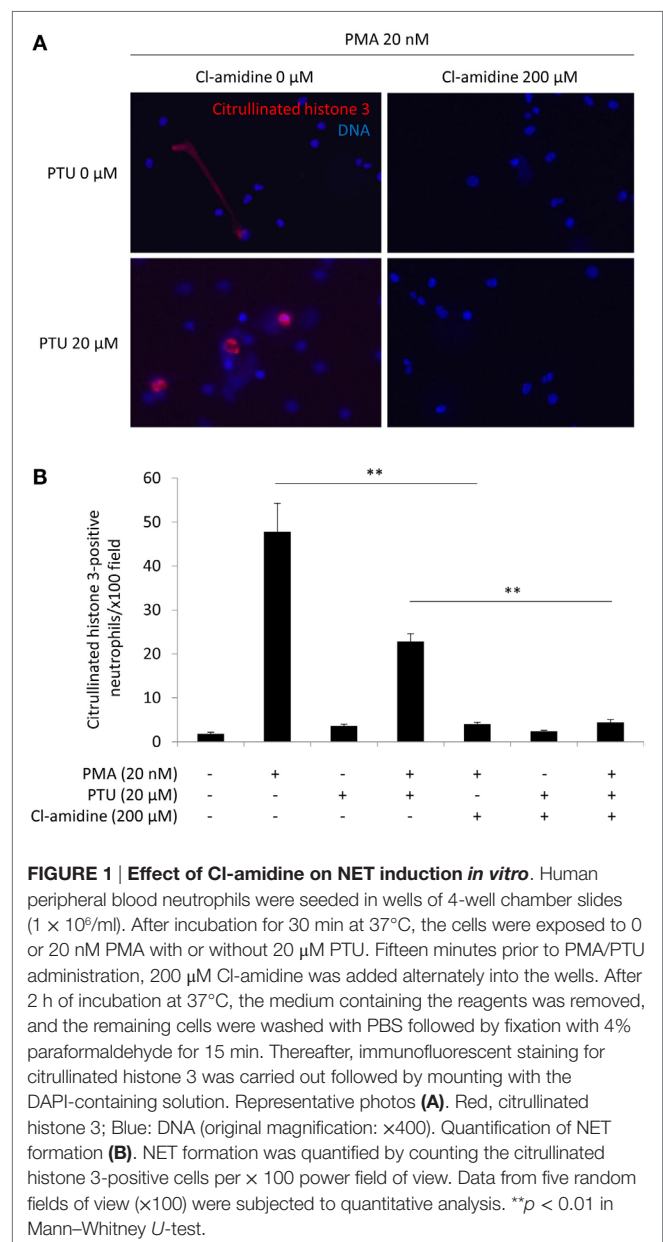 A
PMA 20 nM
Cl-amidine 0 μM
Cl-amidine 200 μM
Citrullinated histone 3
DNA
PTU 0 μM
PTU 20 μM
B
Citrullinated histone 3-positive
neutrophils/x100 field
60
50
40
30
20
10
0
**
**
PMA (20 nM) - + - + + - +
PTU (20 μM) - - + + - + +
Cl-amidine (200 μM) - - - - + + +
FIGURE 1 | Effect of Cl-amidine on NET induction in vitro. Human
peripheral blood neutrophils were seeded in wells of 4-well chamber slides
(1 × 10⁶/ml). After incubation for 30 min at 37°C, the cells were exposed to 0
or 20 nM PMA with or without 20 μM PTU. Fifteen minutes prior to PMA/PTU
administration, 200 μM Cl-amidine was added alternately into the wells. After
2 h of incubation at 37°C, the medium containing the reagents was removed,
and the remaining cells were washed with PBS followed by fixation with 4%
paraformaldehyde for 15 min. Thereafter, immunofluorescent staining for
citrullinated histone 3 was carried out followed by mounting with the
DAPI-containing solution. Representative photos (A). Red, citrullinated
histone 3; Blue: DNA (original magnification: ×400). Quantification of NET
formation (B). NET formation was quantified by counting the citrullinated
histone 3-positive cells per × 100 power field of view. Data from five random
fields of view (×100) were subjected to quantitative analysis. **p < 0.01 in
Mann–Whitney U-test.